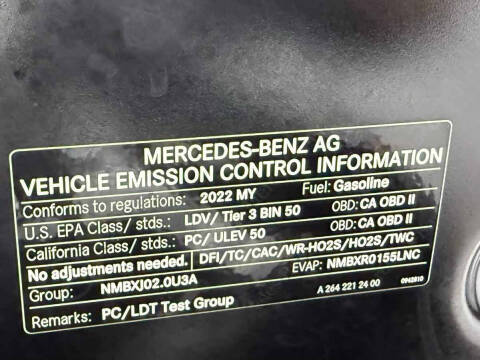 MERCEDES-BENZ AG
VEHICLE EMISSION CONTROL INFORMATION
Conforms to regulations: 2022 MY Fuel: Gasoline
U.S. EPA Class/ stds.: LDV/ Tier 3 BIN 50 OBD: CA OBD II
California Class/ stds.: PC/ ULEV 50 OBD: CA OBD II
No adjustments needed. DFI/TC/CAC/WR-HO2S/HO2S/TWC
Group: NMBXJ02.0U3A EVAP: NMBXR0155LNC
Remarks: PC/LDT Test Group A 264 221 24 00 0942810